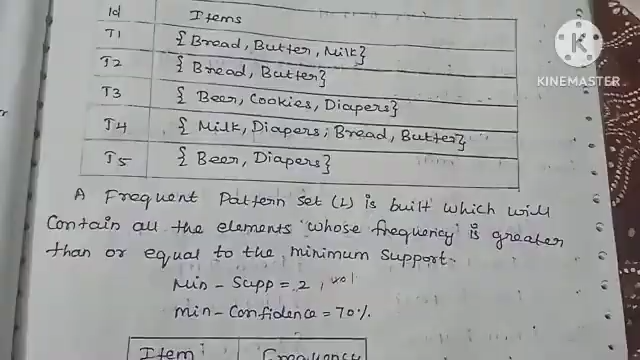 Id Items
T1 { Bread, Butter, Milk}
T2 { Bread, Butter}
T3 { Beer, Cookies, Diapers}
T4 { Milk, Diapers, Bread, Butter}
T5 { Beer, Diapers}
KINEMASTER
A Frequent Pattern set (L) is built which will
Contain all the elements whose frequency is greater
than or equal to the minimum support.
Min - Supp = 2,
min - Confidence = 70%.
Item Frequency